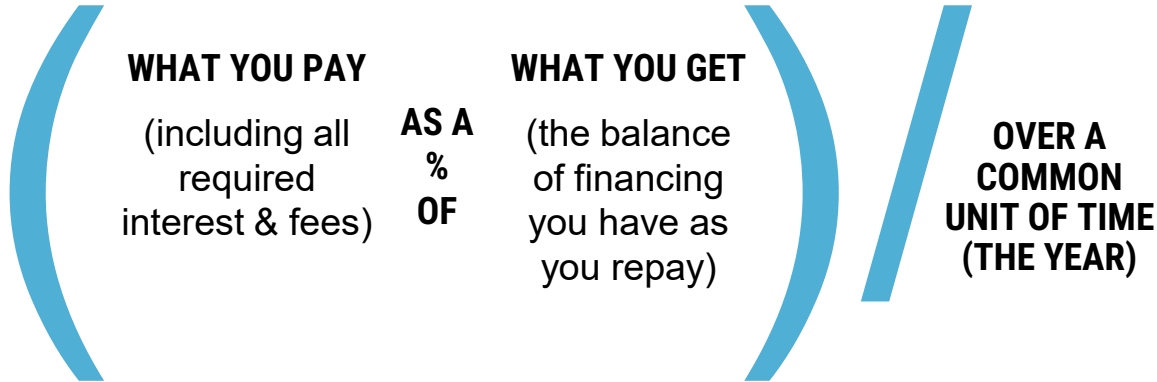 WHAT YOU PAY
(including all
required
interest & fees)
AS A
%
OF
WHAT YOU GET
(the balance
of financing
you have as
you repay)
/
OVER A
COMMON
UNIT OF TIME
(THE YEAR)